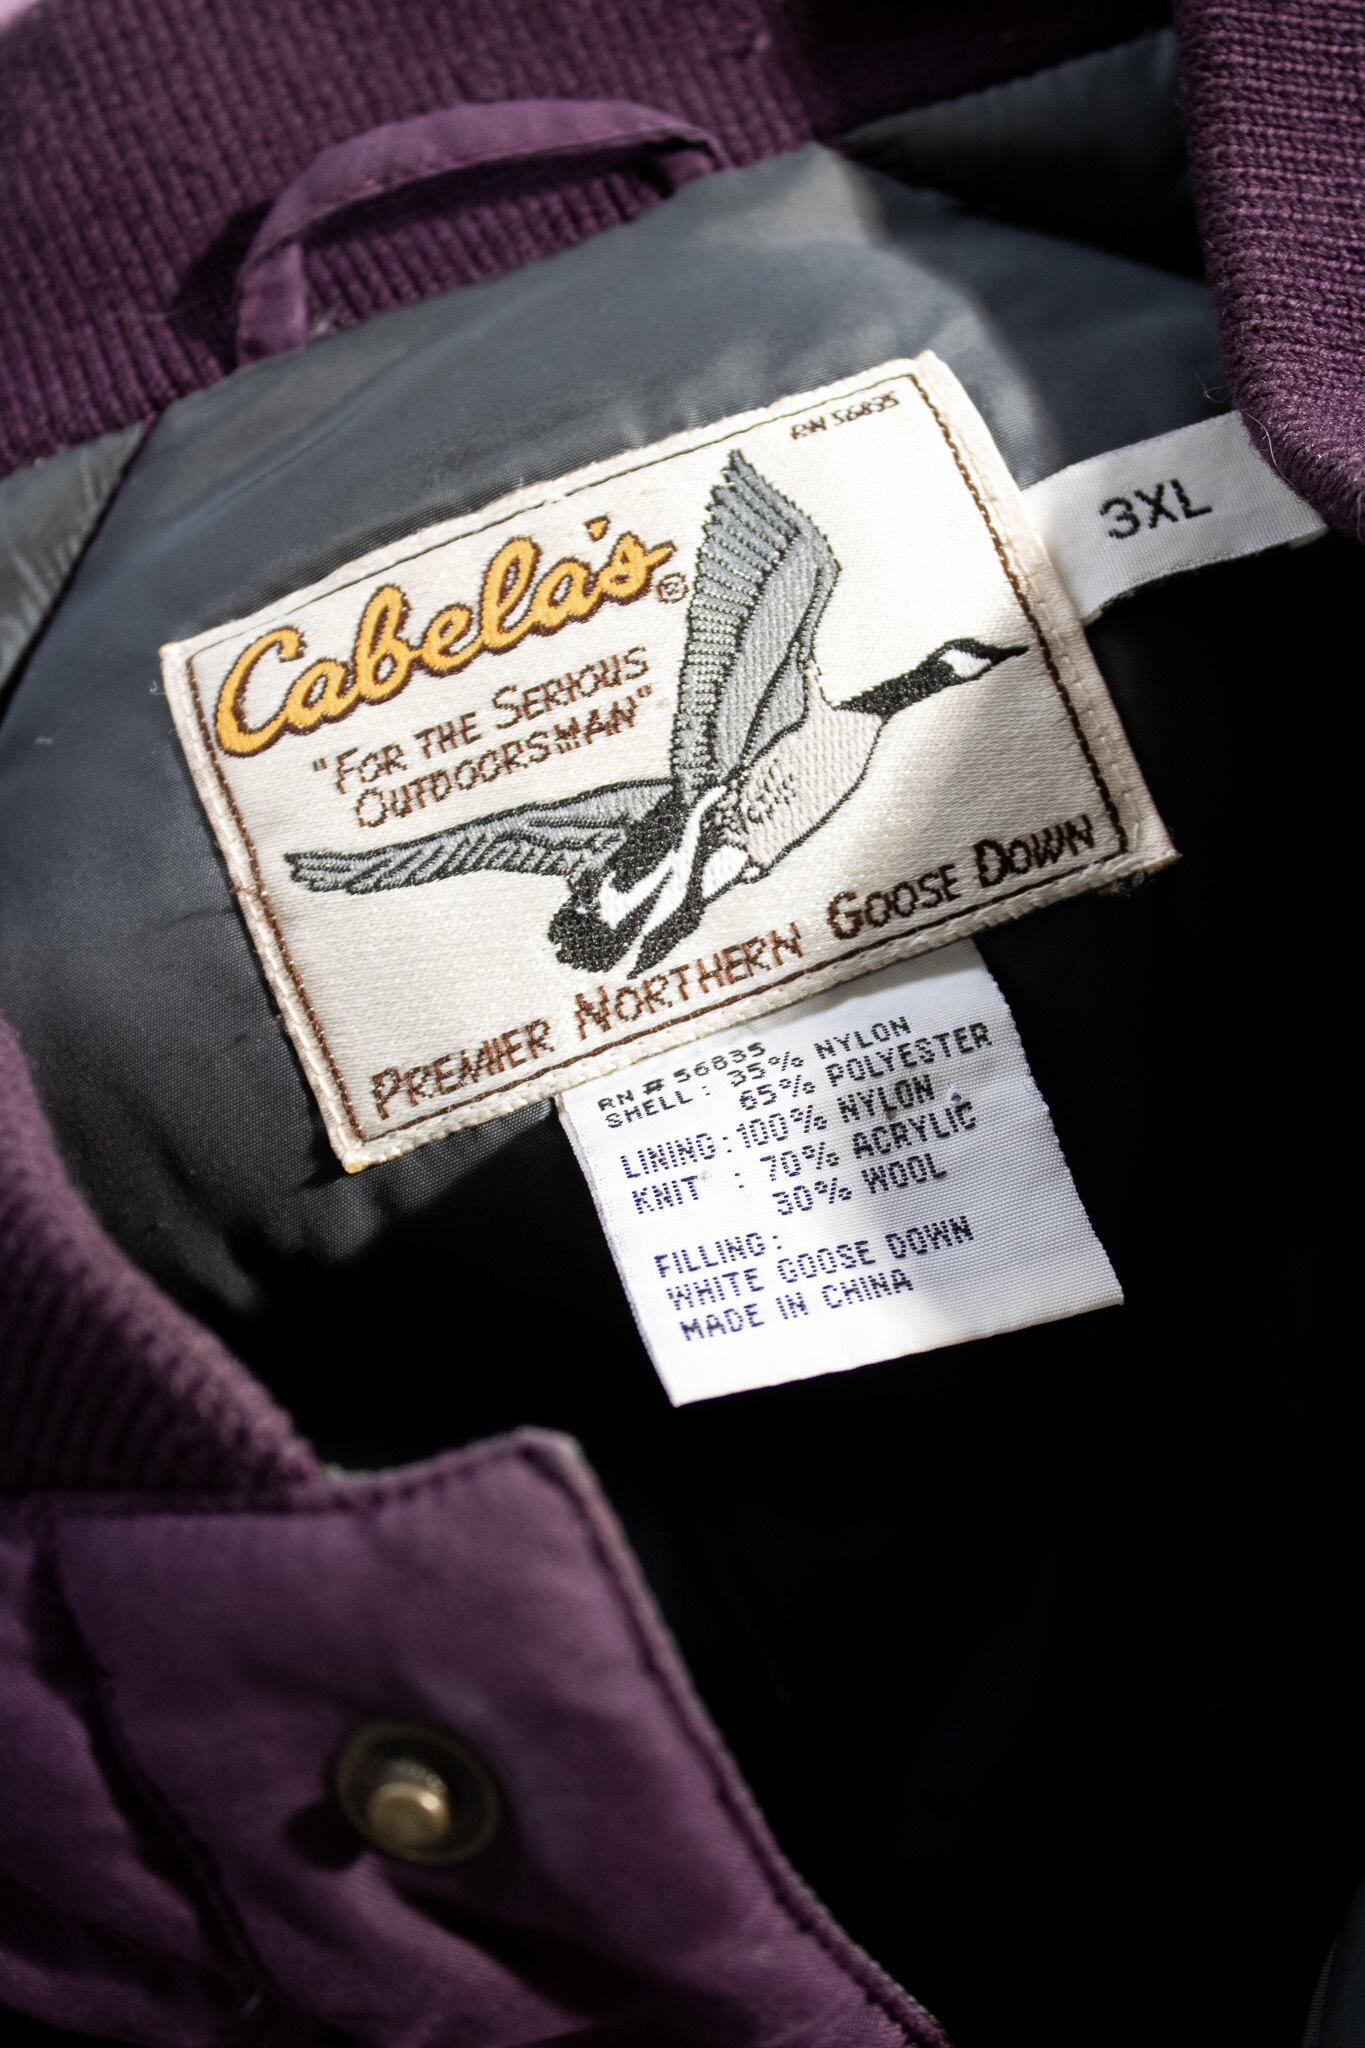 RN 56835
Cabela's®
"FOR THE SERIOUS
OUTDOORSMAN"
PREMIER NORTHERN GOOSE DOWN
3XL
RN # 56835
SHELL: 35% NYLON
65% POLYESTER
LINING: 100% NYLON
KNIT : 70% ACRYLIC
30% WOOL
FILLING:
WHITE GOOSE DOWN
MADE IN CHINA